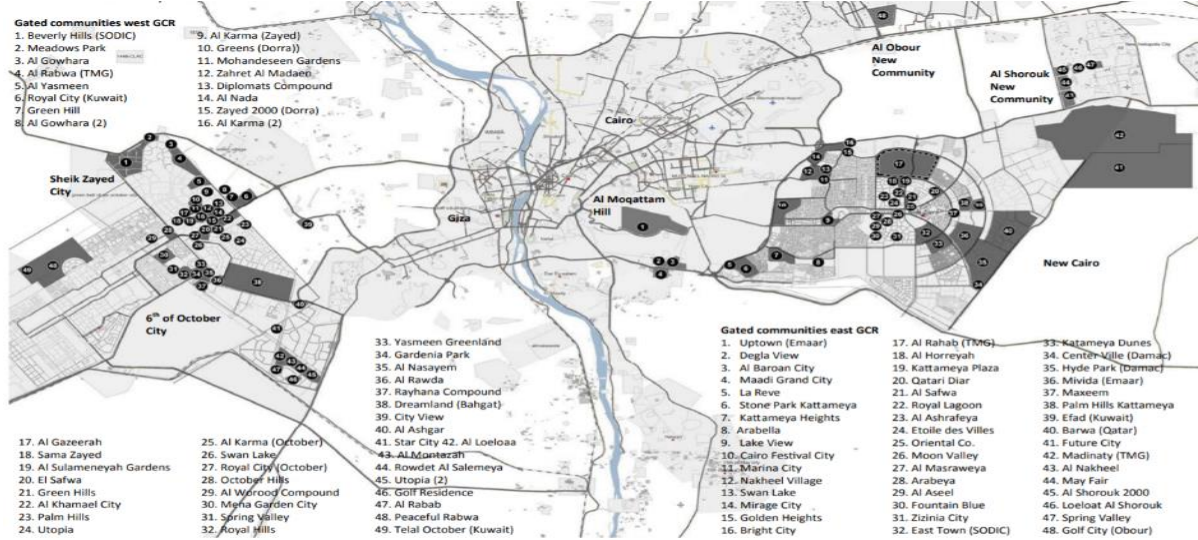 Gated communities west GCR
1. Beverly Hills (SODIC)
2. Meadows Park
3. Al Gowhara
4. Al Rabwa (TMG)
5. Al Yasmeen
6. Royal City (Kuwait)
7. Green Hill
8. Al Gowhara (2)
9. Al Karma (Zayed)
10. Greens (Dorra))
11. Mohandeseen Gardens
12. Zahret Al Madaen
13. Diplomats Compound
14. Al Nada
15. Zayed 2000 (Dorra)
16. Al Karma (2)
Sheik Zayed
City
6th of October
City
Giza
Cairo
Al Moqattam
Hill
Al Obour
New
Community
Al Shorouk
New
Community
New Cairo
17. Al Gazeerah
18. Sama Zayed
19. Al Sulameneyah Gardens
20. El Safwa
21. Green Hills
22. Al Khamael City
23. Palm Hills
24. Utopia
25. Al Karma (October)
26. Swan Lake
27. Royal City (October)
28. October Hills
29. Al Worood Compound
30. Mena Garden City
31. Spring Valley
32. Royal Hills
33. Yasmeen Greenland
34. Gardenia Park
35. Al Nasayem
36. Al Rawda
37. Rayhana Compound
38. Dreamland (Bahgat)
39. City View
40. Al Ashgar
41. Star City 42. Al Loeloaa
43. Al Montazah
44. Rowdet Al Salemeya
45. Utopia (2)
46. Golf Residence
47. Al Rabab
48. Peaceful Rabwa
49. Telal October (Kuwait)
Gated communities east GCR
1. Uptown (Emaar)
2. Degla View
3. Al Baroan City
4. Maadi Grand City
5. La Reve
6. Stone Park Kattameya
7. Kattameya Heights
8. Arabella
9. Lake View
10. Cairo Festival City
11. Marina City
12. Nakheel Village
13. Swan Lake
14. Mirage City
15. Golden Heights
16. Bright City
17. Al Rahab (TMG)
18. Al Horreyah
19. Kattameya Plaza
20. Qatari Diar
21. Al Safwa
22. Royal Lagoon
23. Al Ashrafeya
24. Etoile des Villes
25. Oriental Co.
26. Moon Valley
27. Al Masraweya
28. Arabeya
29. Al Aseel
30. Fountain Blue
31. Zizinia City
32. East Town (SODIC)
33. Katameya Dunes
34. Center Ville (Damac)
35. Hyde Park (Damac)
36. Mivida (Emaar)
37. Maxeem
38. Palm Hills Kattameya
39. Efad (Kuwait)
40. Barwa (Qatar)
41. Future City
42. Madinaty (TMG)
43. Al Nakheel
44. May Fair
45. Al Shorouk 2000
46. Loeloat Al Shorouk
47. Spring Valley
48. Golf City (Obour)